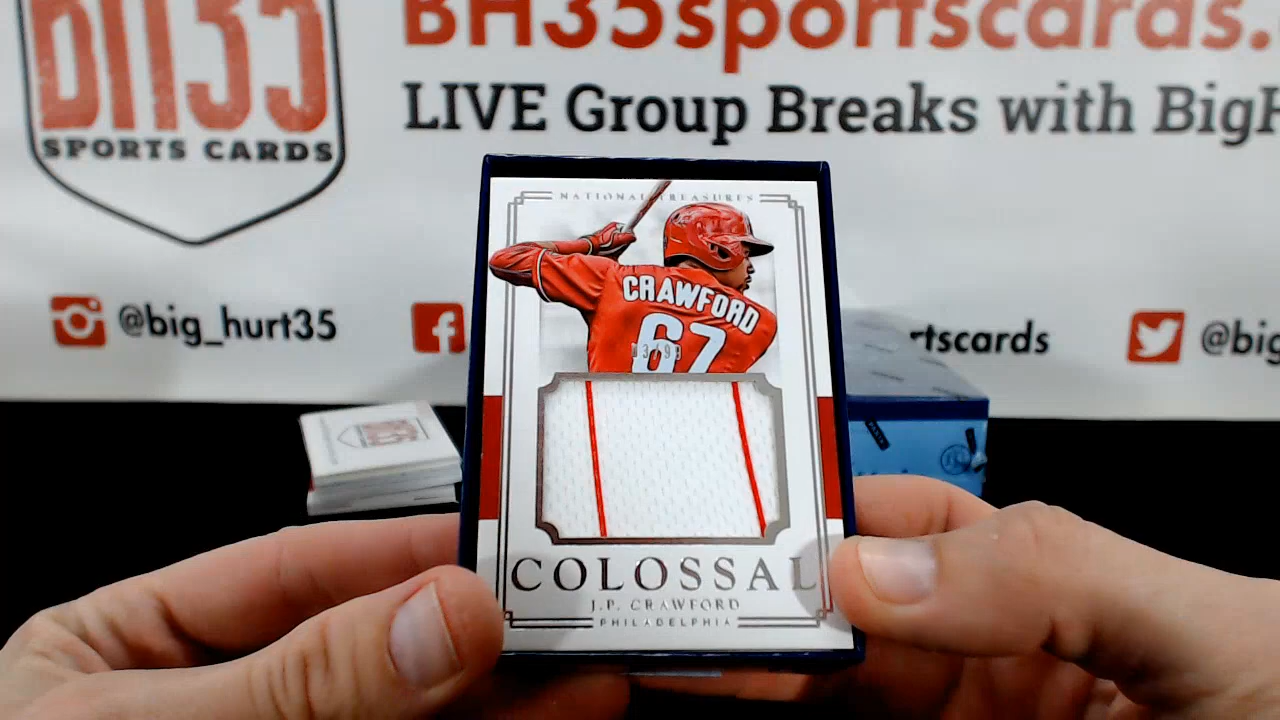 BH35
SPORTS CARDS
BH35sportscards.
LIVE Group Breaks with BigH
@big_hurt35
rtscards
@big
NATIONAL TREASURES
CRAWFORD
67
COLOSSAL
J.P. CRAWFORD
PHILADELPHIA